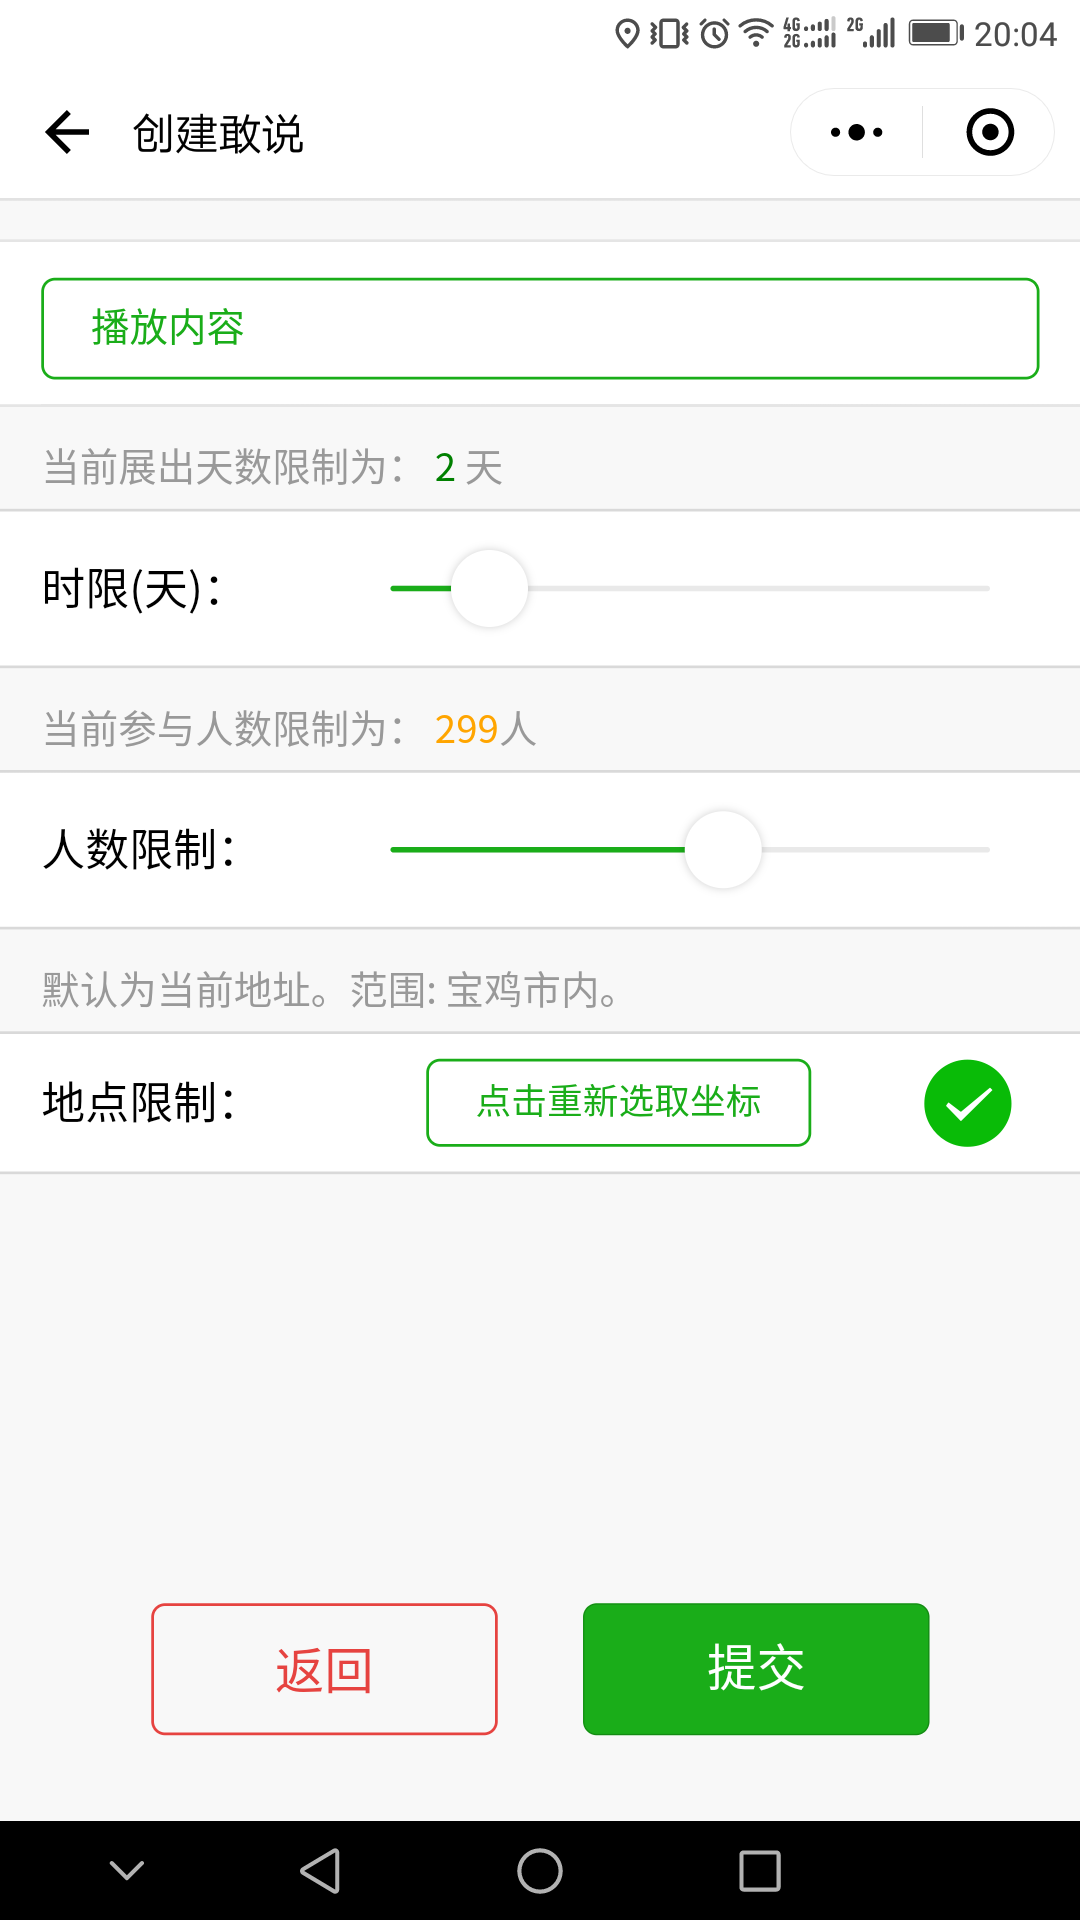 4G 2G 2G 20:04
创建敢说
播放内容
当前展出天数限制为： 2 天
时限(天)：
当前参与人数限制为： 299人
人数限制：
默认为当前地址。范围: 宝鸡市内。
地点限制： 点击重新选取坐标
返回 提交